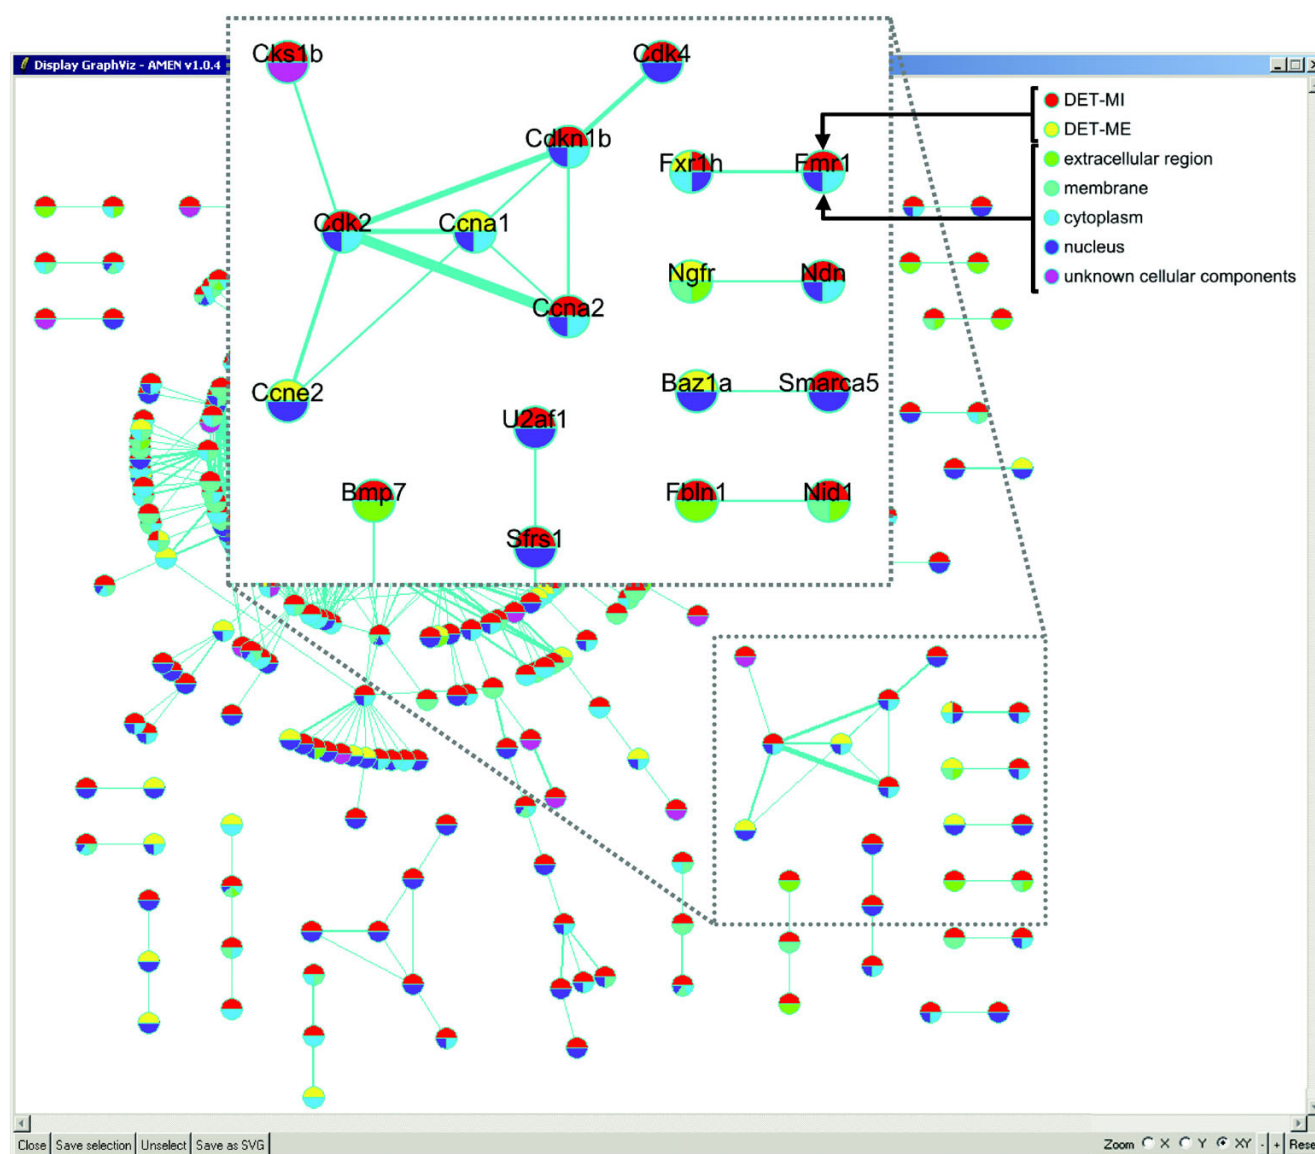 Display GraphViz - AMEN v1.0.4
Cks1b
Cdk4
DET-MI
DET-ME
Cdkn1b
Fxr1h
Fmr1
extracellular region
membrane
cytoplasm
nucleus
unknown cellular components
Cdk2
Ccna1
Ngfr
Ndn
Ccna2
Ccne2
Baz1a
Smarca5
U2af1
Bmp7
Fbln1
Nid1
Sfrs1
Close Save selection Unselect Save as SVG
Zoom X Y XY - + Rese